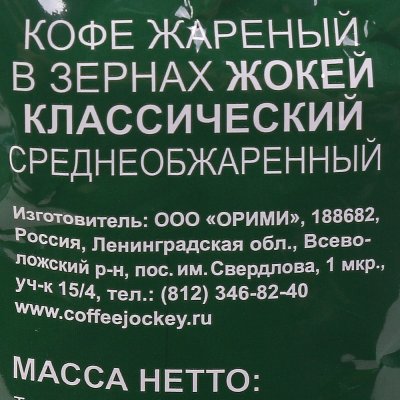 КОФЕ ЖАРЕНЫЙ
В ЗЕРНАХ ЖОКЕЙ
КЛАССИЧЕСКИЙ
СРЕДНЕОБЖАРЕННЫЙ
Изготовитель: ООО «ОРИМИ», 188682,
Россия, Ленинградская обл., Всево-
ложский р-н, пос. им. Свердлова, 1 мкр.,
уч-к 15/4, тел.: (812) 346-82-40
www.coffeejockey.ru
МАССА НЕТТО: